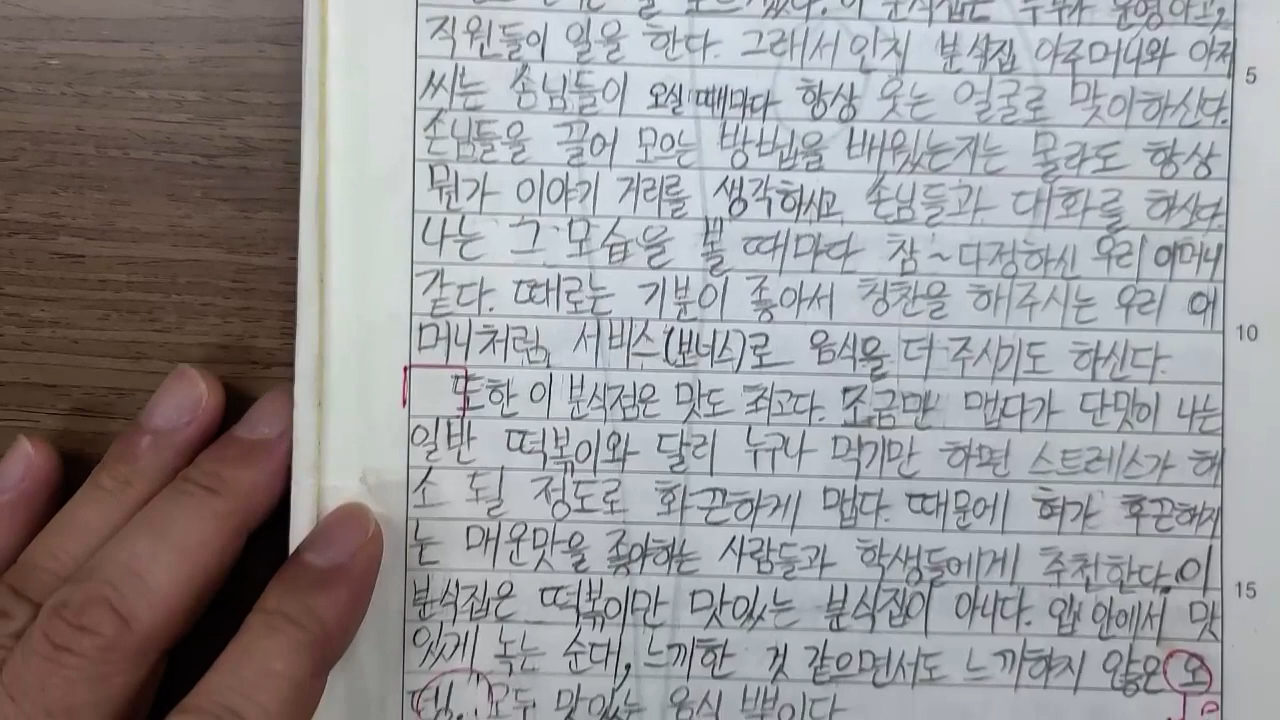 직원들이 일을 한다. 그래서인지 분식집 아주머니와 아저
씨는 손님들이 오실 때마다 항상 웃는 얼굴로 맞이하신다.
손님들을 끌어 모으는 방법을 배웠는지는 몰라도 항상
뭔가 이야기 거리를 생각하시고, 손님들과 대화를 하신다
나는 그 모습을 볼 때마다 참~다정하신 우리 어머니
같다. 때로는 기분이 좋아서 칭찬을 해주시는 우리 어
머니처럼, 서비스(보너스)로 음식을 더 주시기도 하신다.
또한 이 분식점은 맛도 최고다. 조금만 맵다가 단맛이 나는
일반 떡볶이와 달리 누구나 먹기만 하면 스트레스가 해
소 될 정도로 화끈하게 맵다. 때문에 혀가 후끈해지
는 매운맛을 좋아하는 사람들과 학생들에게 추천한다. 이
분식집은 떡볶이만 맛있는 분식집이 아니다. 입 안에서 맛
있게 녹는 순대, 느끼한 것 같으면서도 느끼하지 않은 오
뎅.. 모두 맛있는 음식 뿐이다
5
10
15